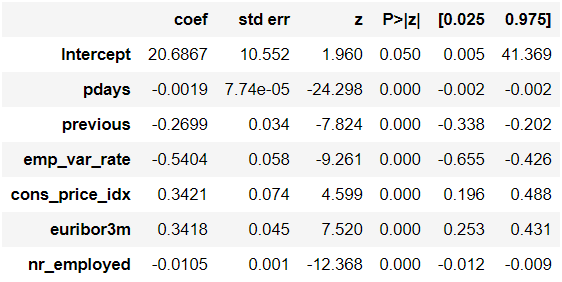 coef std err z P>|z| [0.025 0.975]
Intercept 20.6867 10.552 1.960 0.050 0.005 41.369
pdays -0.0019 7.74e-05 -24.298 0.000 -0.002 -0.002
previous -0.2699 0.034 -7.824 0.000 -0.338 -0.202
emp_var_rate -0.5404 0.058 -9.261 0.000 -0.655 -0.426
cons_price_idx 0.3421 0.074 4.599 0.000 0.196 0.488
euribor3m 0.3418 0.045 7.520 0.000 0.253 0.431
nr_employed -0.0105 0.001 -12.368 0.000 -0.012 -0.009